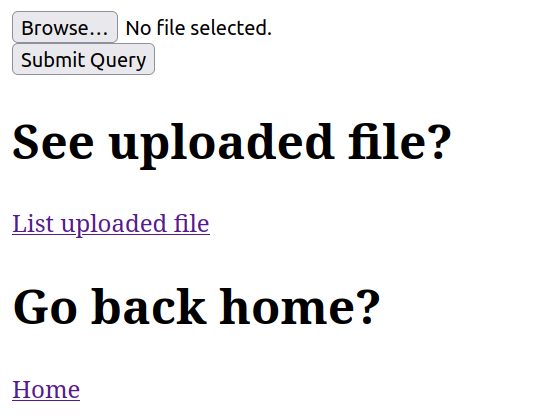 Browse... No file selected.
Submit Query
See uploaded file?
List uploaded file
Go back home?
Home